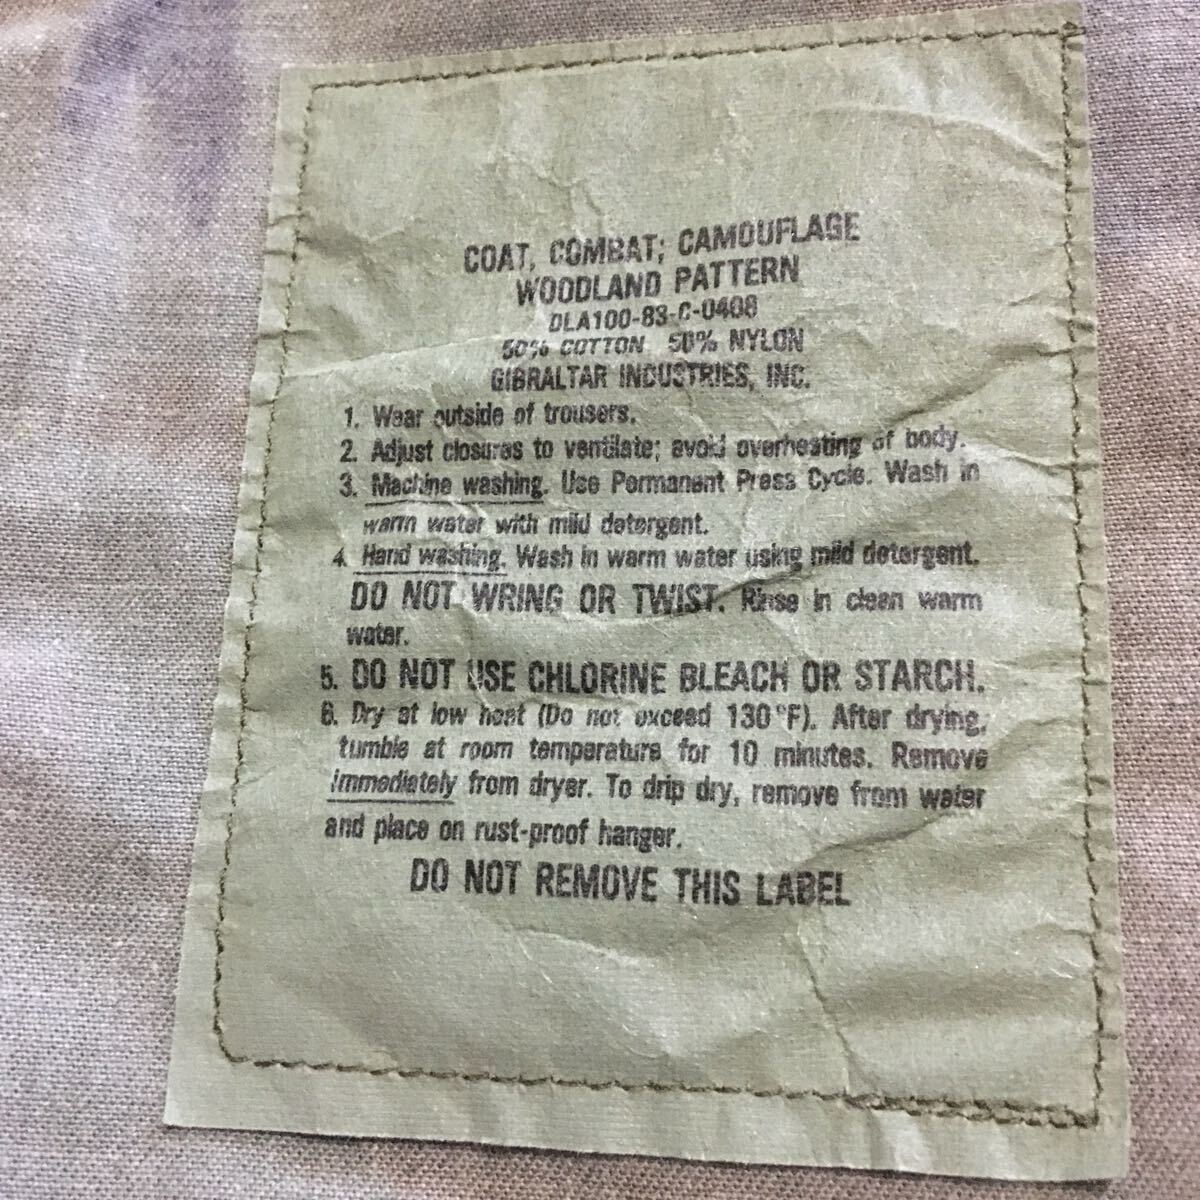 COAT, COMBAT; CAMOUFLAGE
WOODLAND PATTERN
DLA100-83-C-0408
50% COTTON 50% NYLON
GIBRALTAR INDUSTRIES, INC.
1. Wear outside of trousers.
2. Adjust closures to ventilate; avoid overheating of body.
3. Machine washing. Use Permanent Press Cycle. Wash in
warm water with mild detergent.
4. Hand washing. Wash in warm water using mild detergent.
DO NOT WRING OR TWIST. Rinse in clean warm
water.
5. DO NOT USE CHLORINE BLEACH OR STARCH.
6. Dry at low heat (Do not exceed 130°F). After drying,
tumble at room temperature for 10 minutes. Remove
immediately from dryer. To drip dry, remove from water
and place on rust-proof hanger.
DO NOT REMOVE THIS LABEL